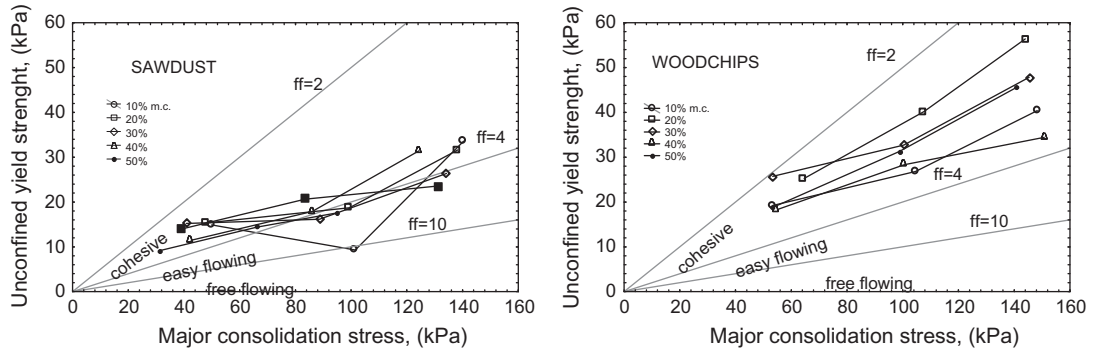 Unconfined yield strenght, (kPa)
60
50
40
30
20
10
0
SAWDUST
10% m.c.
20%
30%
40%
50%
ff=2
ff=4
ff=10
cohesive
easy flowing
free flowing
0 20 40 60 80 100 120 140 160
Major consolidation stress, (kPa)
Unconfined yield strenght, (kPa)
60
50
40
30
20
10
0
WOODCHIPS
10% m.c.
20%
30%
40%
50%
ff=2
ff=4
ff=10
cohesive
easy flowing
free flowing
0 20 40 60 80 100 120 140 160
Major consolidation stress, (kPa)